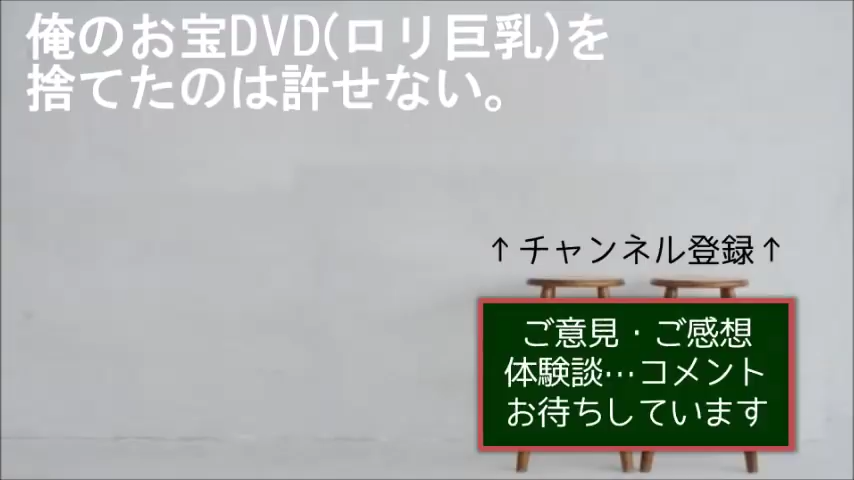 俺のお宝DVD(ロリ巨乳)を
捨てたのは許せない。
↑チャンネル登録↑
ご意見・ご感想
体験談…コメント
お待ちしています